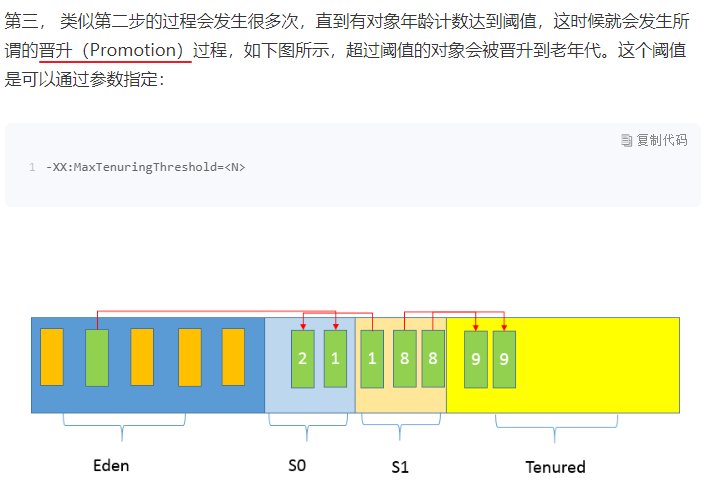 第三， 类似第二步的过程会发生很多次，直到有对象年龄计数达到阈值，这时候就会发生所
谓的晋升（Promotion）过程，如下图所示，超过阈值的对象会被晋升到老年代。这个阈值
是可以通过参数指定：
复制代码
1 -XX:MaxTenuringThreshold=<N>
2 1 1 8 8 9 9
Eden S0 S1 Tenured